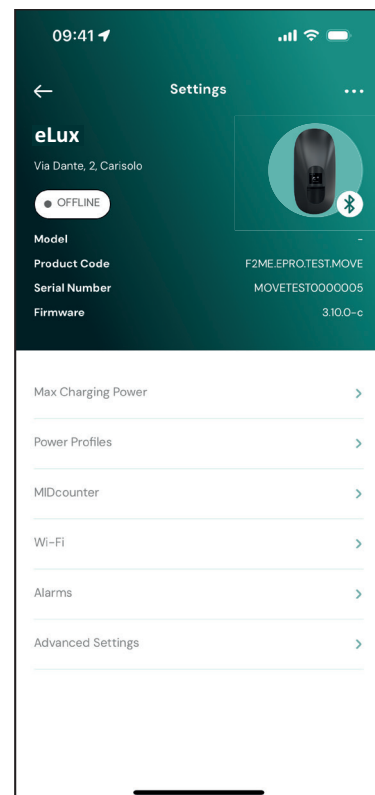 09:41
Settings
eLux
Via Dante, 2, Carisolo
OFFLINE
Model -
Product Code F2ME.EPRO.TEST.MOVE
Serial Number MOVETEST0000005
Firmware 3.10.0-c
Max Charging Power
Power Profiles
MIDcounter
Wi-Fi
Alarms
Advanced Settings